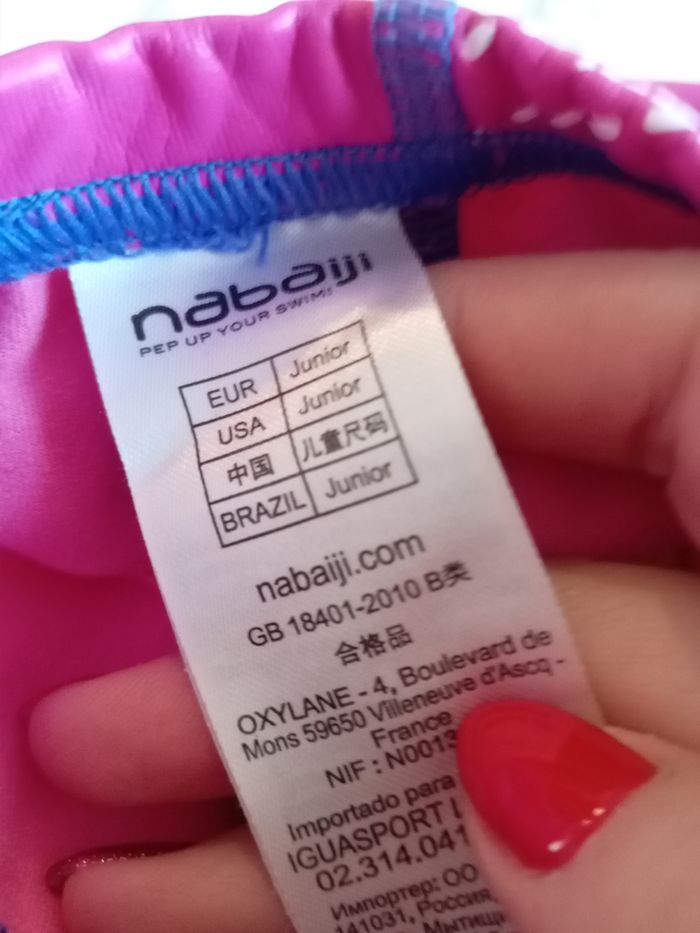 nabaiji
PEP UP YOUR SWIM!
EUR Junior
USA Junior
中国 儿童尺码
BRAZIL Junior
nabaiji.com
GB 18401-2010 B类
合格品
OXYLANE - 4, Boulevard de
Mons 59650 Villeneuve d'Ascq -
France
NIF : N0013
Importado para
IGUASPORT
02.314.041
Импортер: ОО
141031, Россия
Мытищ